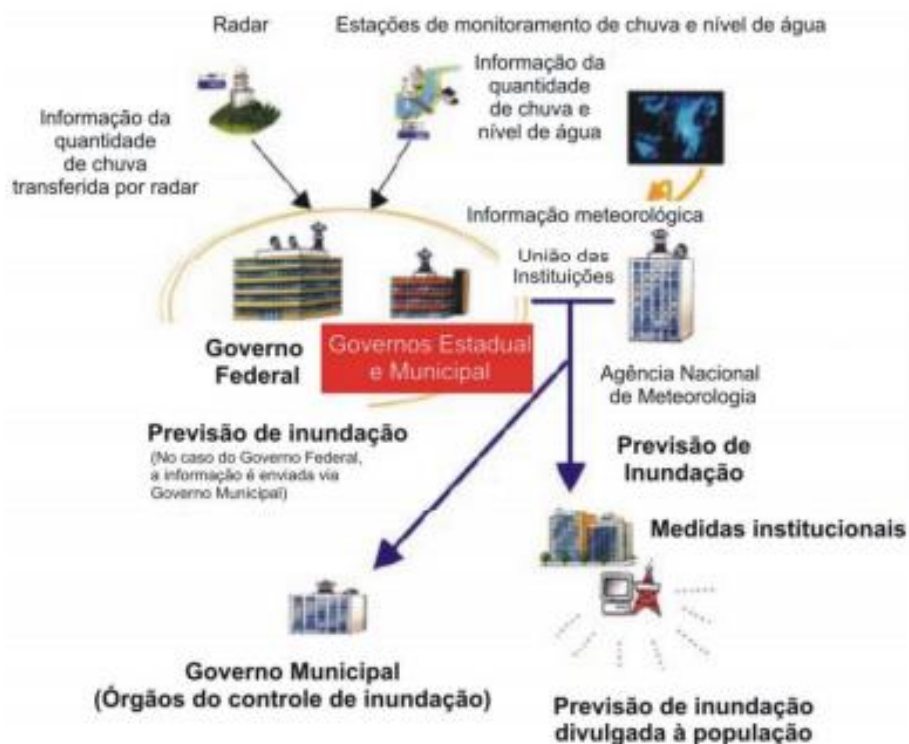 Radar
Estações de monitoramento de chuva e nível de água
Informação da
quantidade
de chuva
transferida por radar
Informação da
quantidade
de chuva e
nível de água
Informação meteorológica
União das
Instituições
Governo
Federal
Governos Estadual
e Municipal
Agência Nacional
de Meteorologia
Previsão de inundação
(No caso do Governo Federal,
a informação é enviada via
Governo Municipal)
Previsão de
Inundação
Medidas institucionais
Governo Municipal
(Órgãos do controle de inundação)
Previsão de inundação
divulgada à população